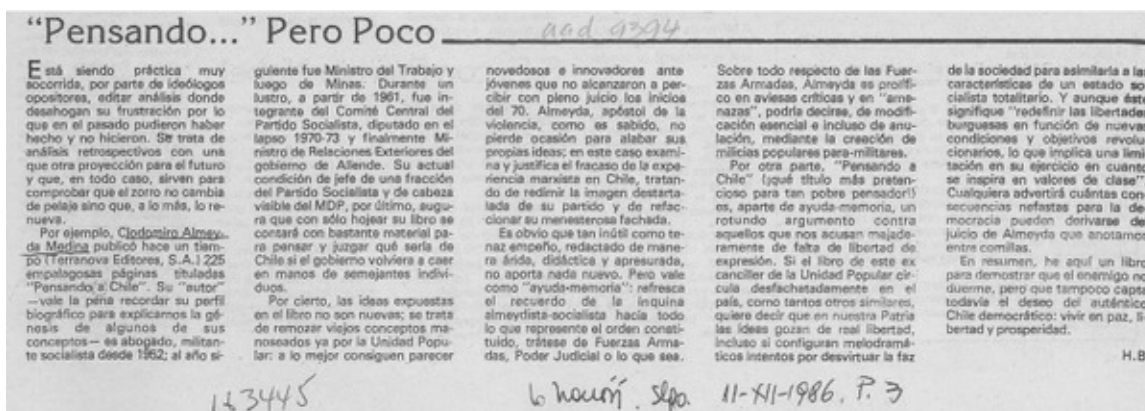 “Pensando...” Pero Poco
aad 9394
Está siendo práctica muy
socorrida, por parte de ideólogos
opositores, editar análisis donde
desahogan su frustración por lo
que en el pasado pudieron haber
hecho y no hicieron. Se trata de
análisis retrospectivos con una
que otra proyección para el futuro
y que, en todo caso, sirven para
comprobar que el zorro no cambia
de pelaje sino que, a lo más, lo re-
nueva.
Por ejemplo, Clodomiro Almey-
da Medina publicó hace un tiem-
po (Terranova Editores, S.A.) 225
empalagosas páginas tituladas
“Pensando a Chile”. Su “autor”
—vale la pena recordar su perfil
biográfico para explicarnos la gé-
nesis de algunos de sus
conceptos— es abogado, militan-
te socialista desde 1962; al año si-
guiente fue Ministro del Trabajo y
luego de Minas. Durante un
lustro, a partir de 1961, fue in-
tegrante del Comité Central del
Partido Socialista, diputado en el
lapso 1970-73 y finalmente Mi-
nistro de Relaciones Exteriores del
gobierno de Allende. Su actual
condición de jefe de una fracción
del Partido Socialista y de cabeza
visible del MDP, por último, augu-
ra que con sólo hojear su libro se
contará con bastante material pa-
ra pensar y juzgar qué sería de
Chile si el gobierno volviera a caer
en manos de semejantes indivi-
duos.
Por cierto, las ideas expuestas
en el libro no son nuevas; se trata
de remozar viejos conceptos ma-
noseados ya por la Unidad Popu-
lar: a lo mejor consiguen parecer
novedosos e innovadores ante
jóvenes que no alcanzaron a per-
cibir con pleno juicio los inicios
del 70. Almeyda, apóstol de la
violencia, como es sabido, no
pierde ocasión para alabar sus
propias ideas; en este caso exami-
na y justifica el fracaso de la expe-
riencia marxista en Chile, tratan-
do de redimir la imagen destarta-
lada de su partido y de refac-
cionar su menesterosa fachada.
Es obvio que tan inútil como te-
naz empeño, redactado de mane-
ra árida, didáctica y apresurada,
no aporta nada nuevo. Pero vale
como “ayuda-memoria”: refresca
el recuerdo de la inquina
almeydista-socialista hacia todo
lo que represente el orden consti-
tuido, trátese de Fuerzas Arma-
das, Poder Judicial o lo que sea.
Sobre todo respecto de las Fuer-
zas Armadas, Almeyda es prolífi-
co en aviesas críticas y en “ame-
nazas”, podría decirse, de modifi-
cación esencial e incluso de anu-
lación, mediante la creación de
milicias populares para-militares.
Por otra parte, “Pensando a
Chile” (¡qué título más preten-
cioso para tan pobre pensador!)
es, aparte de ayuda-memoria, un
rotundo argumento contra
aquellos que nos acusan majade-
ramente de falta de libertad de
expresión. Si el libro de este ex
canciller de la Unidad Popular cir-
cula desfachatadamente en el
país, como tantos otros similares,
quiere decir que en nuestra Patria
las ideas gozan de real libertad,
incluso si configuran melodramá-
ticos intentos por desvirtuar la faz
de la sociedad para asimilarla a las
características de un estado so-
cialista totalitario. Y aunque ésto
signifique “redefinir las libertades
burguesas en función de nuevas
condiciones y objetivos revolu-
cionarios, lo que implica una limi-
tación en su ejercicio en cuanto
se inspira en valores de clase”.
Cualquiera advertirá cuántas con-
secuencias nefastas para la de-
mocracia pueden derivarse del
juicio de Almeyda que anotamos
entre comillas.
En resumen, he aquí un libro
para demostrar que el enemigo no
duerme, pero que tampoco capta
todavía el deseo del auténtico
Chile democrático: vivir en paz, li-
bertad y prosperidad.
H.B
163445
11-XII-1986. P. 3